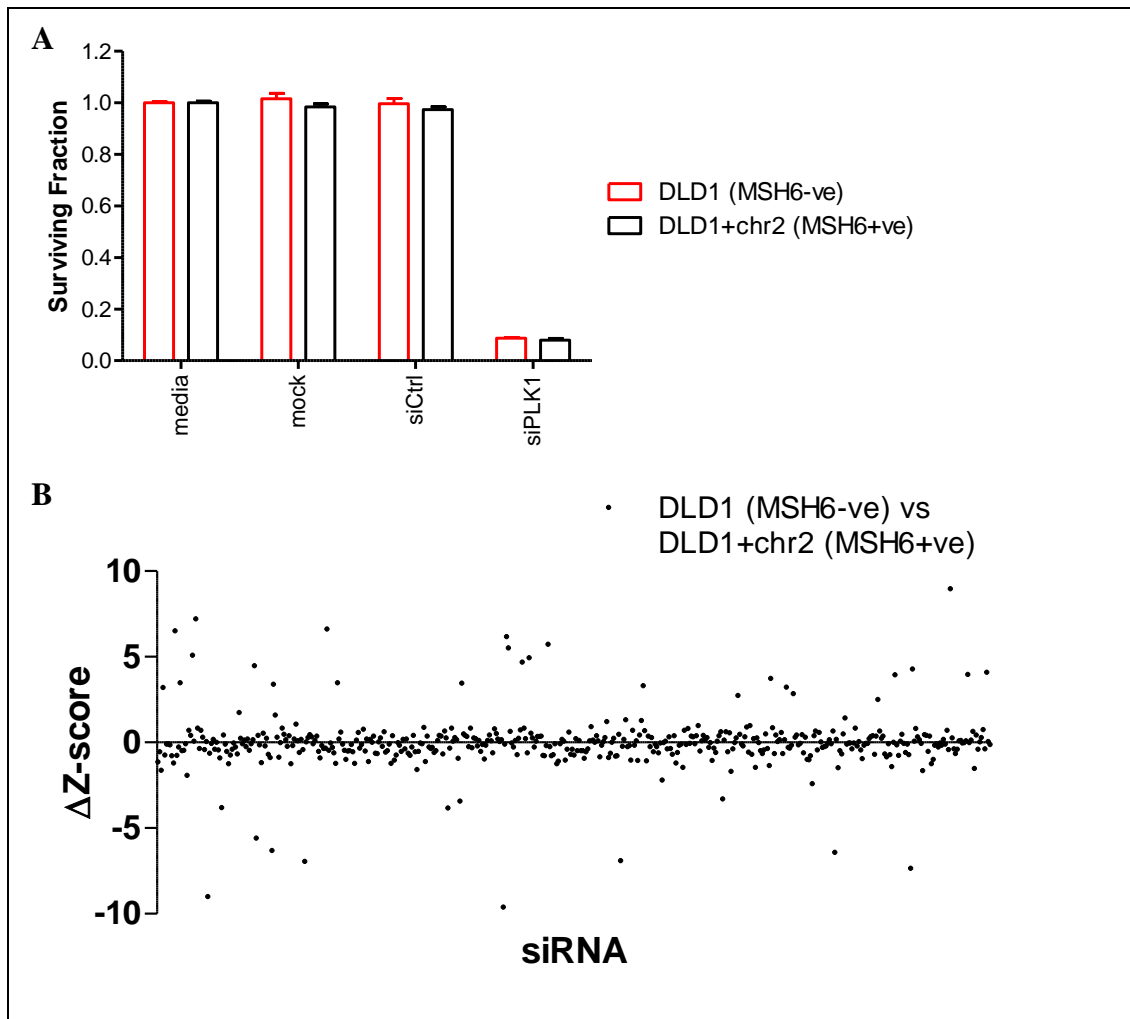 A
1.2
1.0
0.8
0.6
0.4
0.2
0.0
Surviving Fraction
media
mock
siCtrl
siPLK1
DLD1 (MSH6-ve)
DLD1+chr2 (MSH6+ve)
B
DLD1 (MSH6-ve) vs
DLD1+chr2 (MSH6+ve)
10
5
0
-5
-10
ΔZ-score
siRNA